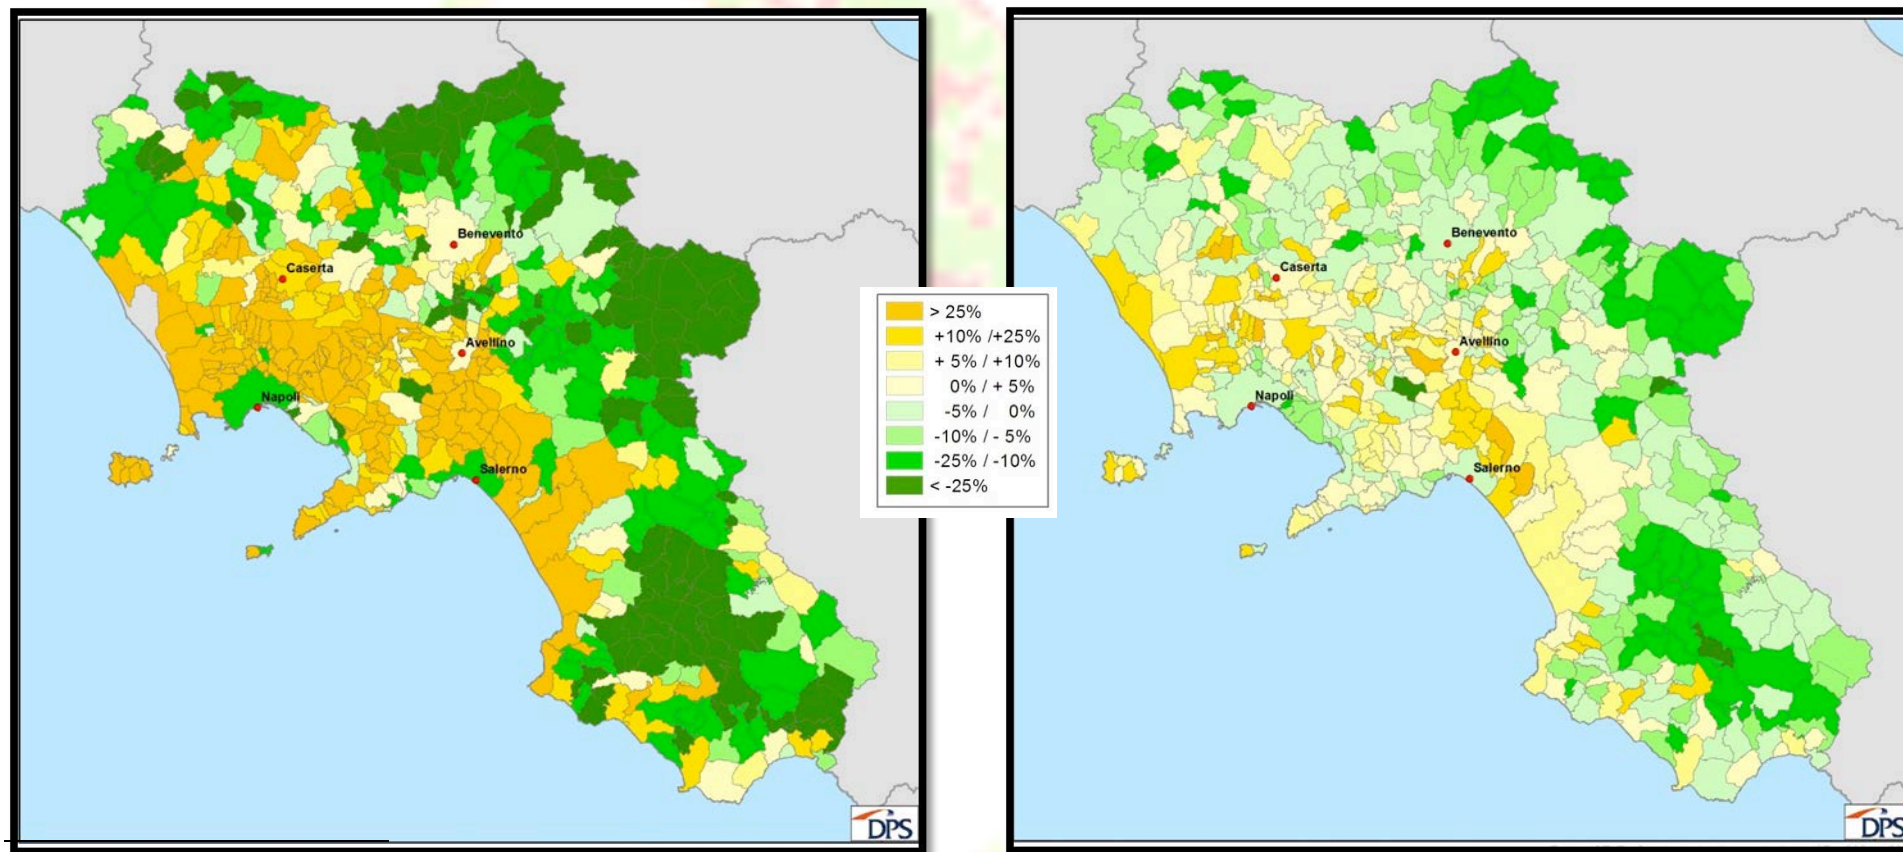 Benevento
Caserta
Avellino
Napoli
Salerno
DPS
> 25%
+10% /+25%
+ 5% / +10%
0% / + 5%
-5% / 0%
-10% / - 5%
-25% / -10%
< -25%
Benevento
Caserta
Avellino
Napoli
Salerno
DPS